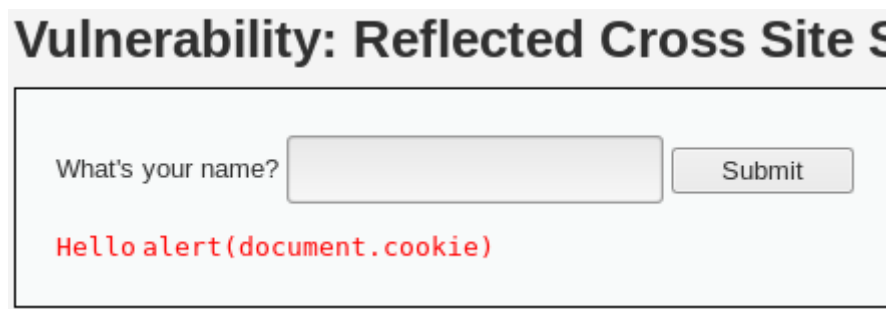 Vulnerability: Reflected Cross Site
What's your name? Submit
Hello alert(document.cookie)